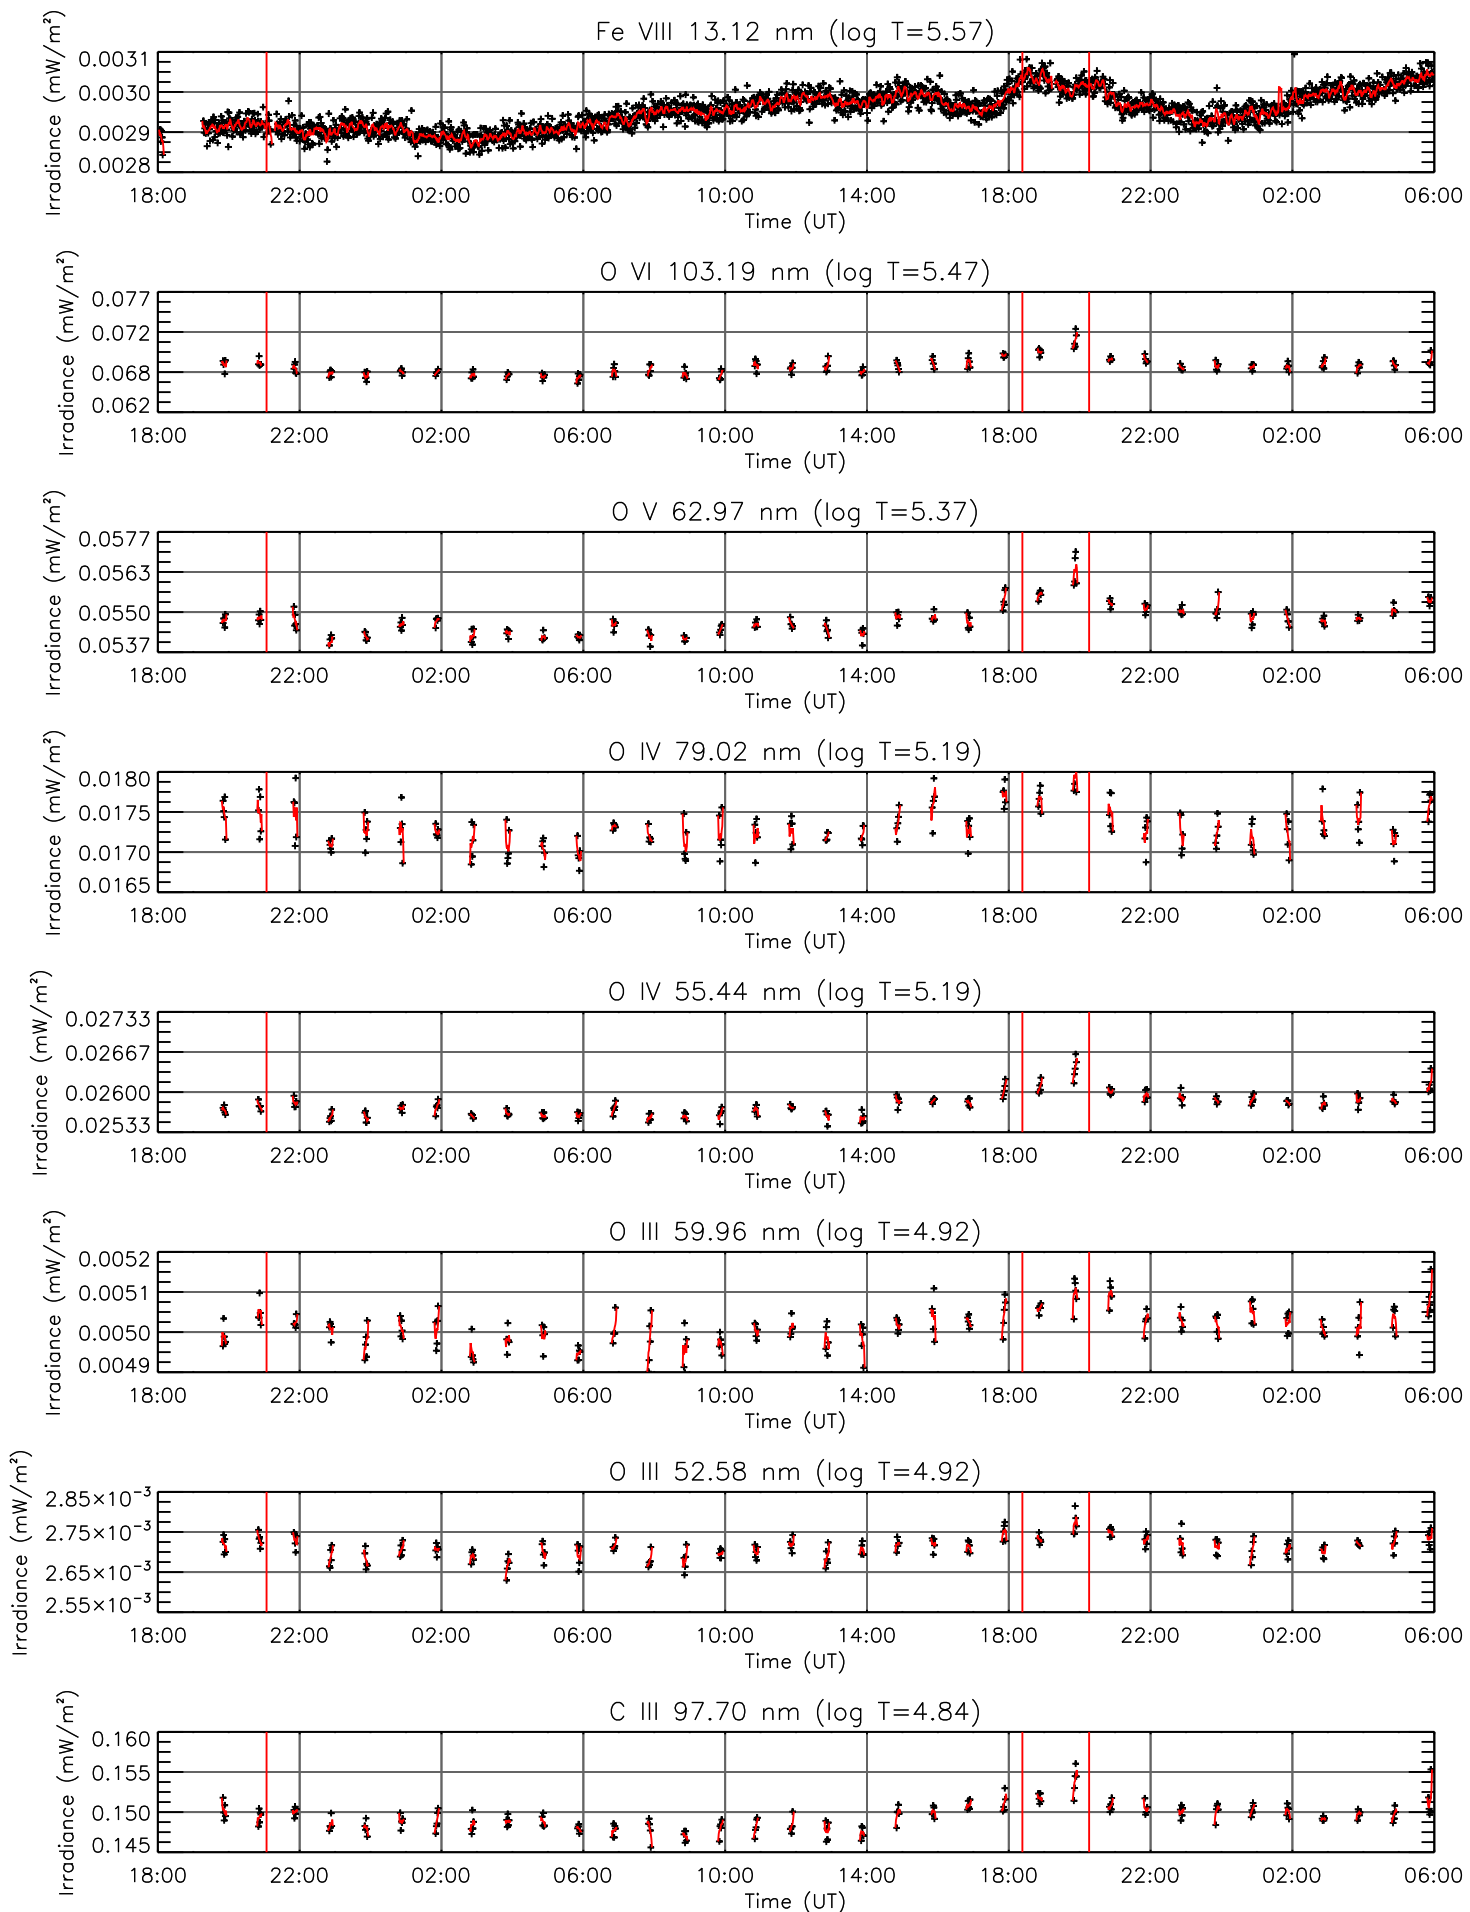 Fe VIII 13.12 nm (log T=5.57)
Irradiance (mW/m²)
0.0031
0.0030
0.0029
0.0028
18:00 22:00 02:00 06:00 10:00 14:00 18:00 22:00 02:00 06:00
Time (UT)
O VI 103.19 nm (log T=5.47)
Irradiance (mW/m²)
0.077
0.072
0.068
0.062
18:00 22:00 02:00 06:00 10:00 14:00 18:00 22:00 02:00 06:00
Time (UT)
O V 62.97 nm (log T=5.37)
Irradiance (mW/m²)
0.0577
0.0563
0.0550
0.0537
18:00 22:00 02:00 06:00 10:00 14:00 18:00 22:00 02:00 06:00
Time (UT)
O IV 79.02 nm (log T=5.19)
Irradiance (mW/m²)
0.0180
0.0175
0.0170
0.0165
18:00 22:00 02:00 06:00 10:00 14:00 18:00 22:00 02:00 06:00
Time (UT)
O IV 55.44 nm (log T=5.19)
Irradiance (mW/m²)
0.02733
0.02667
0.02600
0.02533
18:00 22:00 02:00 06:00 10:00 14:00 18:00 22:00 02:00 06:00
Time (UT)
O III 59.96 nm (log T=4.92)
Irradiance (mW/m²)
0.0052
0.0051
0.0050
0.0049
18:00 22:00 02:00 06:00 10:00 14:00 18:00 22:00 02:00 06:00
Time (UT)
O III 52.58 nm (log T=4.92)
Irradiance (mW/m²)
2.85×10⁻³
2.75×10⁻³
2.65×10⁻³
2.55×10⁻³
18:00 22:00 02:00 06:00 10:00 14:00 18:00 22:00 02:00 06:00
Time (UT)
C III 97.70 nm (log T=4.84)
Irradiance (mW/m²)
0.160
0.155
0.150
0.145
18:00 22:00 02:00 06:00 10:00 14:00 18:00 22:00 02:00 06:00
Time (UT)